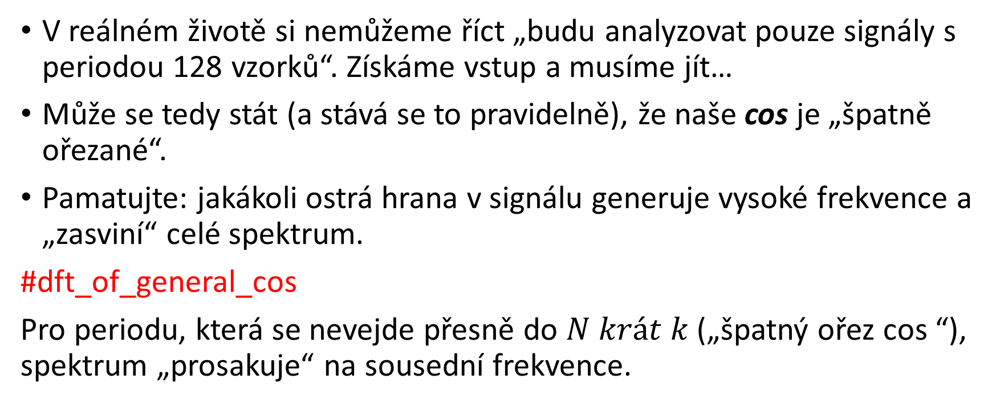 • V reálném životě si nemůžeme říct „budu analyzovat pouze signály s
periodou 128 vzorků“. Získáme vstup a musíme jít…
• Může se tedy stát (a stává se to pravidelně), že naše cos je „špatně
ořezané“.
• Pamatujte: jakákoli ostrá hrana v signálu generuje vysoké frekvence a
„zasviní“ celé spektrum.
#dft_of_general_cos
Pro periodu, která se nevejde přesně do N krát k („špatný ořez cos “),
spektrum „prosakuje“ na sousední frekvence.